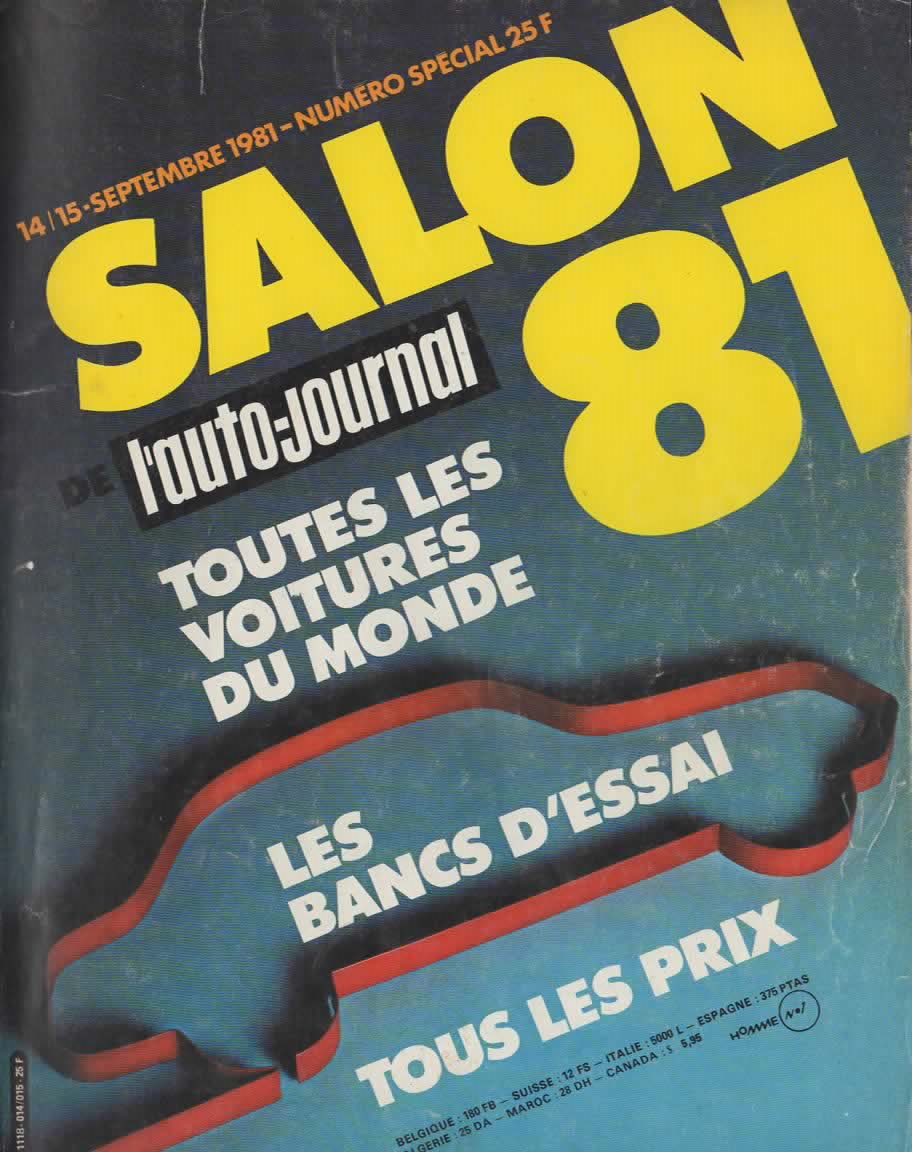 14/15-SEPTEMBRE 1981-NUMERO SPECIAL 25 F
SALON
81
DE l'auto-journal
TOUTES LES
VOITURES
DU MONDE
LES
BANCS D'ESSAI
TOUS LES PRIX
BELGIQUE : 180 FB — SUISSE : 12 FS — ITALIE : 5000 L — ESPAGNE : 375 PTAS
ALGERIE : 25 DA — MAROC : 28 DH — CANADA : $ 5,95
HOMME N°1
1118-014/015-25 F